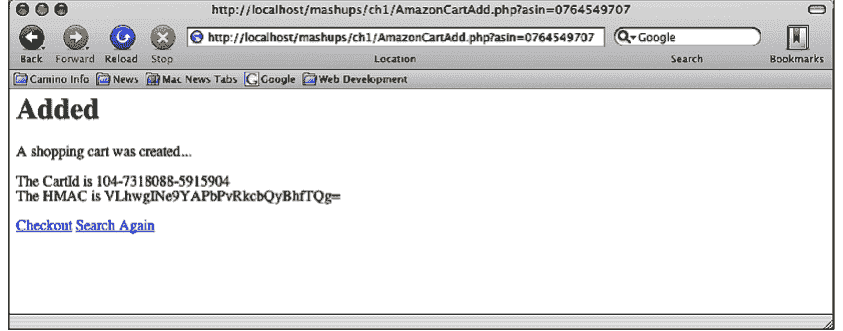 http://localhost/mashups/ch1/AmazonCartAdd.php?asin=0764549707
http://localhost/mashups/ch1/AmazonCartAdd.php?asin=0764549707 Google
Back Forward Reload Stop Location Search Bookmarks
Camino Info News Mac News Tabs Google Web Development
Added
A shopping cart was created...
The CartId is 104-7318088-5915904
The HMAC is VLhwgINe9YAPbPvRkcbQyBhfTQg=
Checkout Search Again